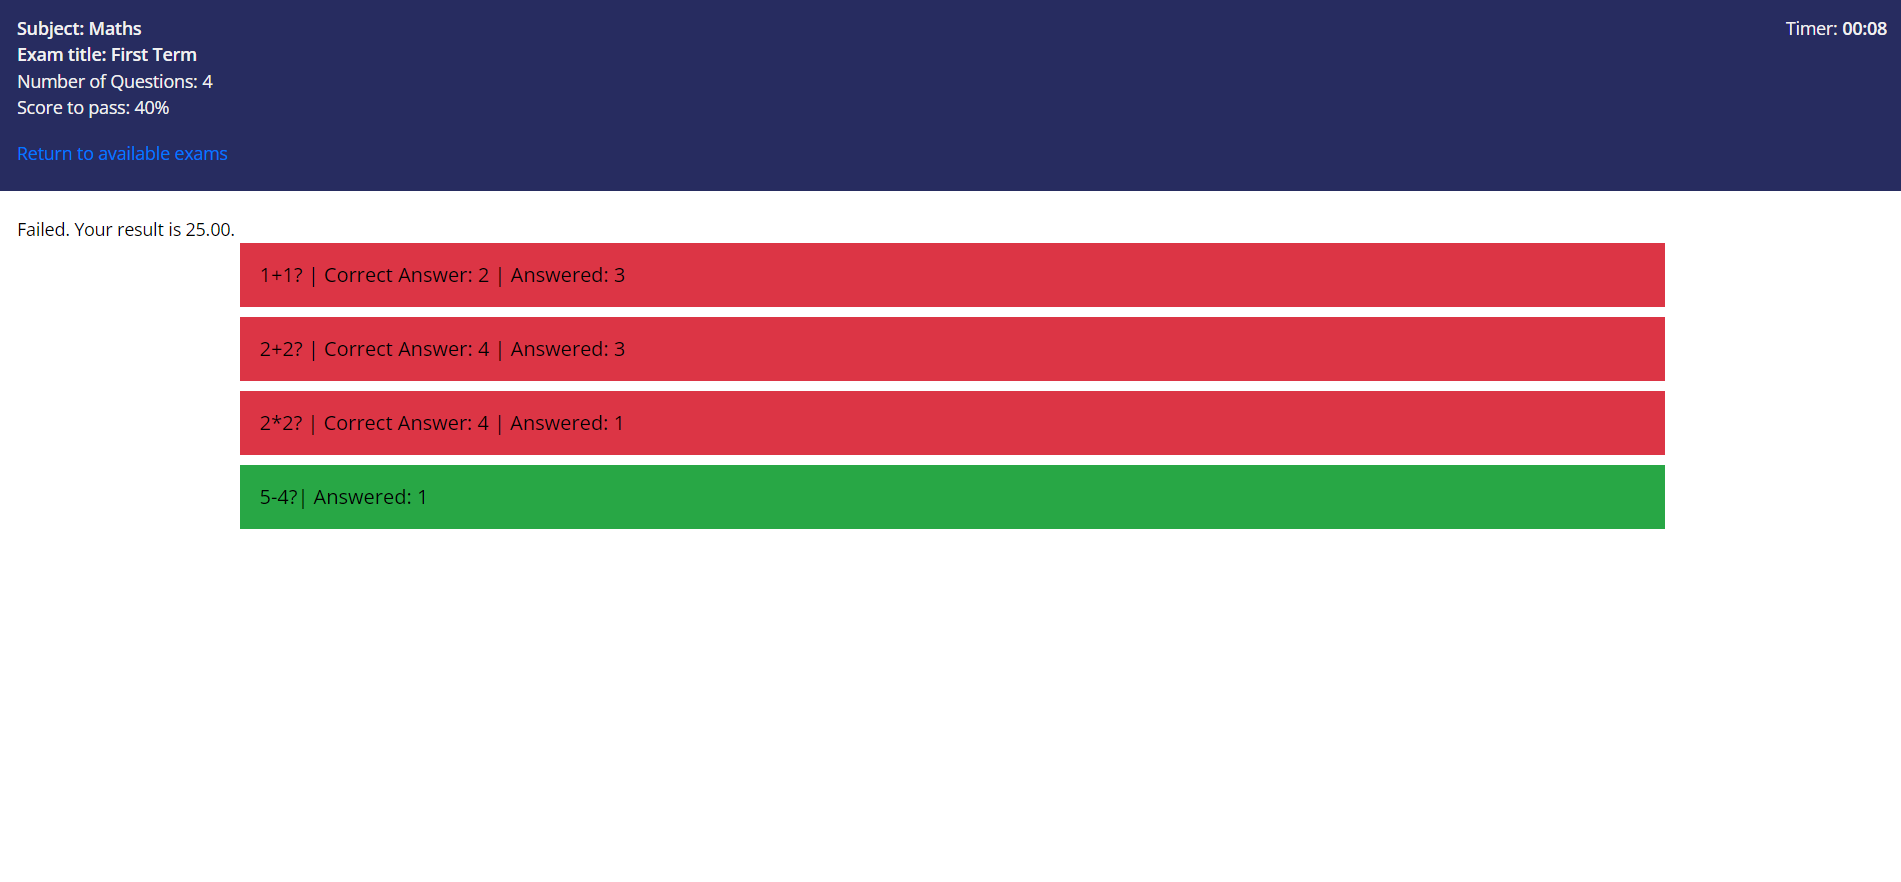 Subject: Maths
Timer: 00:08
Exam title: First Term
Number of Questions: 4
Score to pass: 40%
Return to available exams
Failed. Your result is 25.00.
1+1? | Correct Answer: 2 | Answered: 3
2+2? | Correct Answer: 4 | Answered: 3
2*2? | Correct Answer: 4 | Answered: 1
5-4?| Answered: 1